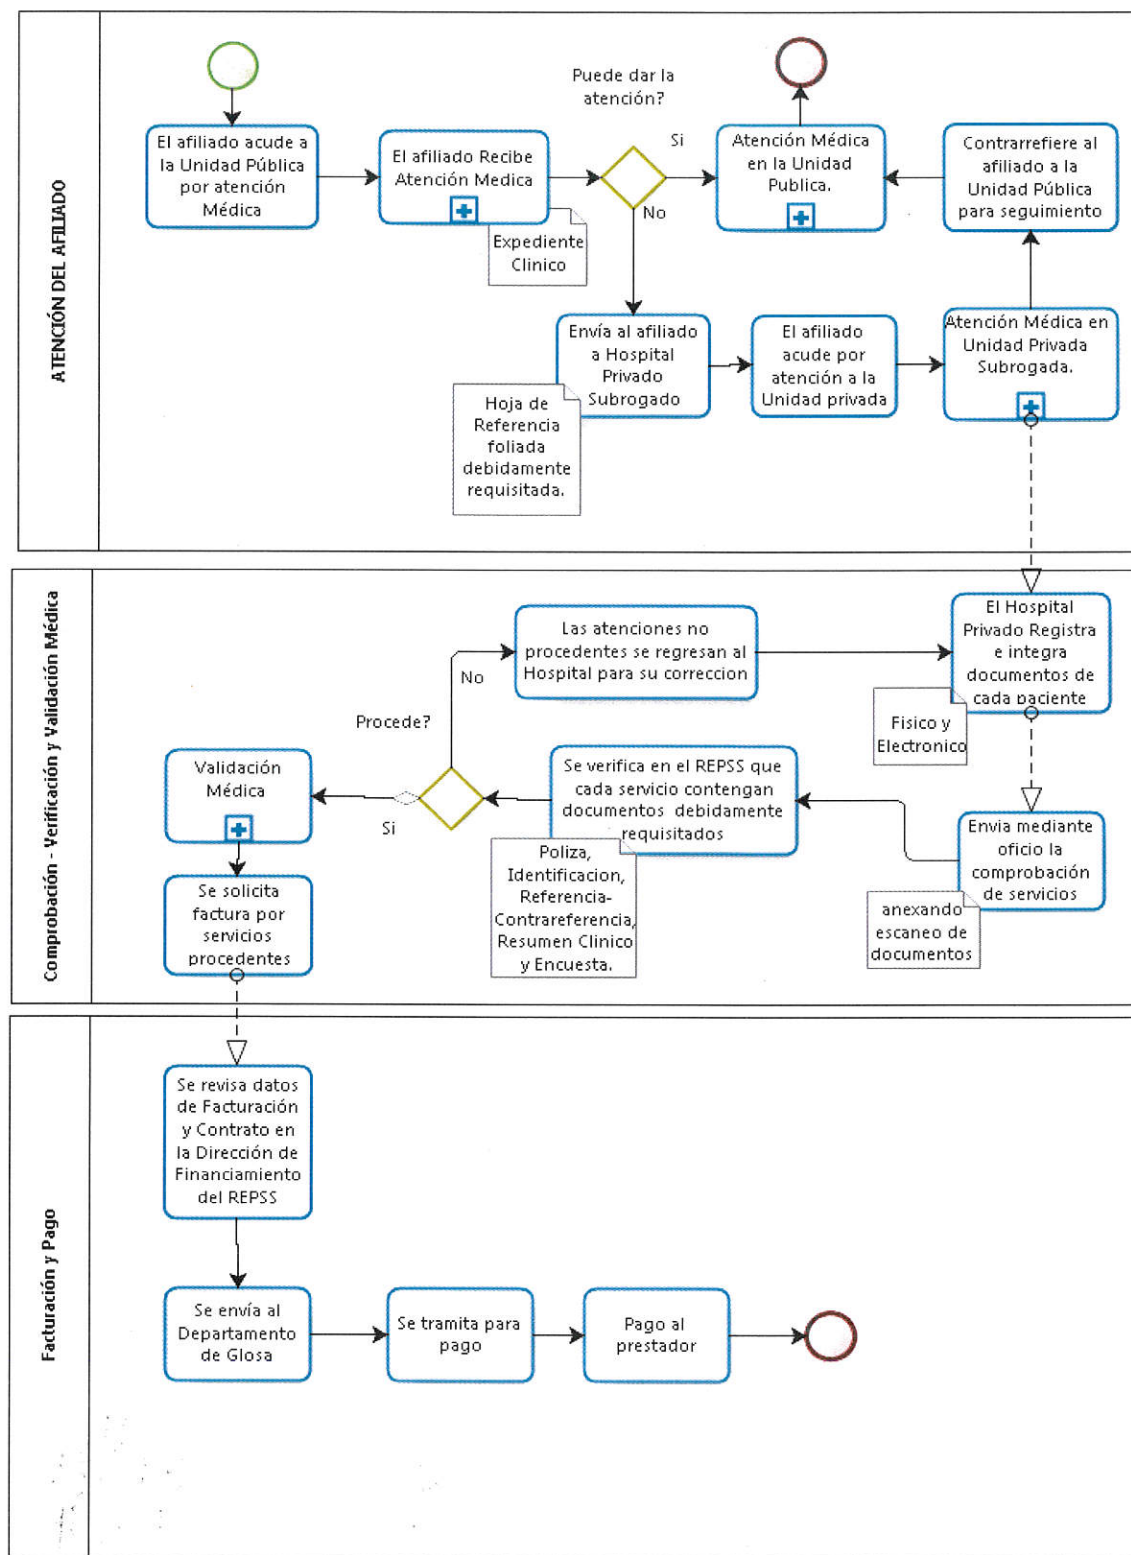 ATENCIÓN DEL AFILIADO
El afiliado acude a
la Unidad Pública
por atención
Médica
El afiliado Recibe
Atención Medica
Expediente
Clinico
Puede dar la
atención?
Si
No
Atención Médica
en la Unidad
Publica.
Contrarrefiere al
afiliado a la
Unidad Pública
para seguimiento
Envía al afiliado
a Hospital
Privado
Subrogado
Hoja de
Referencia
foliada
debidamente
requisitada.
El afiliado
acude por
atención a la
Unidad privada
Atención Médica en
Unidad Privada
Subrogada.
Comprobación - Verificación y Validación Médica
Las atenciones no
procedentes se regresan al
Hospital para su correccion
El Hospital
Privado Registra
e integra
documentos de
cada paciente
Fisico y
Electronico
No
Procede?
Si
Validación
Médica
Se verifica en el REPSS que
cada servicio contengan
documentos debidamente
requisitados
Poliza,
Identificacion,
Referencia-
Contrareferencia,
Resumen Clinico
y Encuesta.
Envia mediante
oficio la
comprobación
de servicios
anexando
escaneo de
documentos
Se solicita
factura por
servicios
procedentes
Facturación y Pago
Se revisa datos
de Facturación
y Contrato en
la Dirección de
Financiamiento
del REPSS
Se envía al
Departamento
de Glosa
Se tramita para
pago
Pago al
prestador